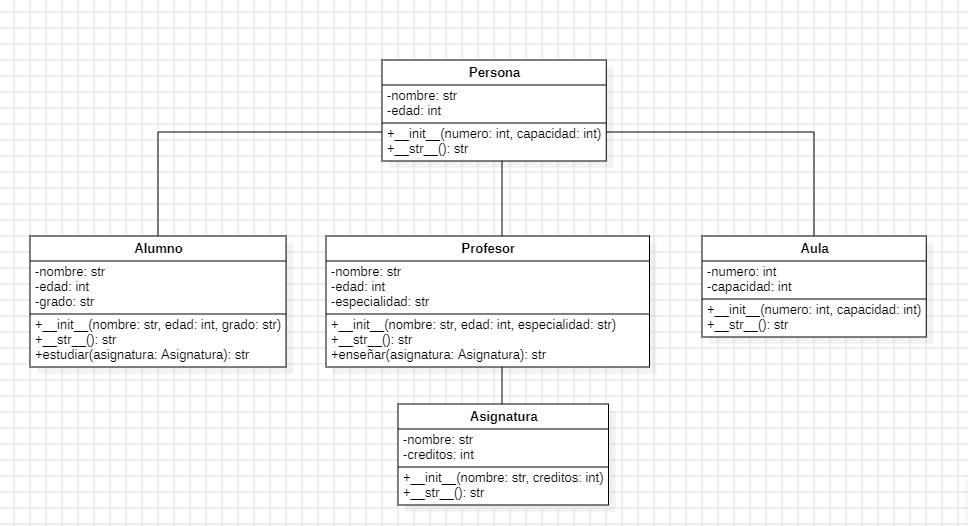 Persona
-nombre: str
-edad: int
+__init__(numero: int, capacidad: int)
+__str__(): str
Alumno
-nombre: str
-edad: int
-grado: str
+__init__(nombre: str, edad: int, grado: str)
+__str__(): str
+estudiar(asignatura: Asignatura): str
Profesor
-nombre: str
-edad: int
-especialidad: str
+__init__(nombre: str, edad: int, especialidad: str)
+__str__(): str
+enseñar(asignatura: Asignatura): str
Aula
-numero: int
-capacidad: int
+__init__(numero: int, capacidad: int)
+__str__(): str
Asignatura
-nombre: str
-creditos: int
+__init__(nombre: str, creditos: int)
+__str__(): str